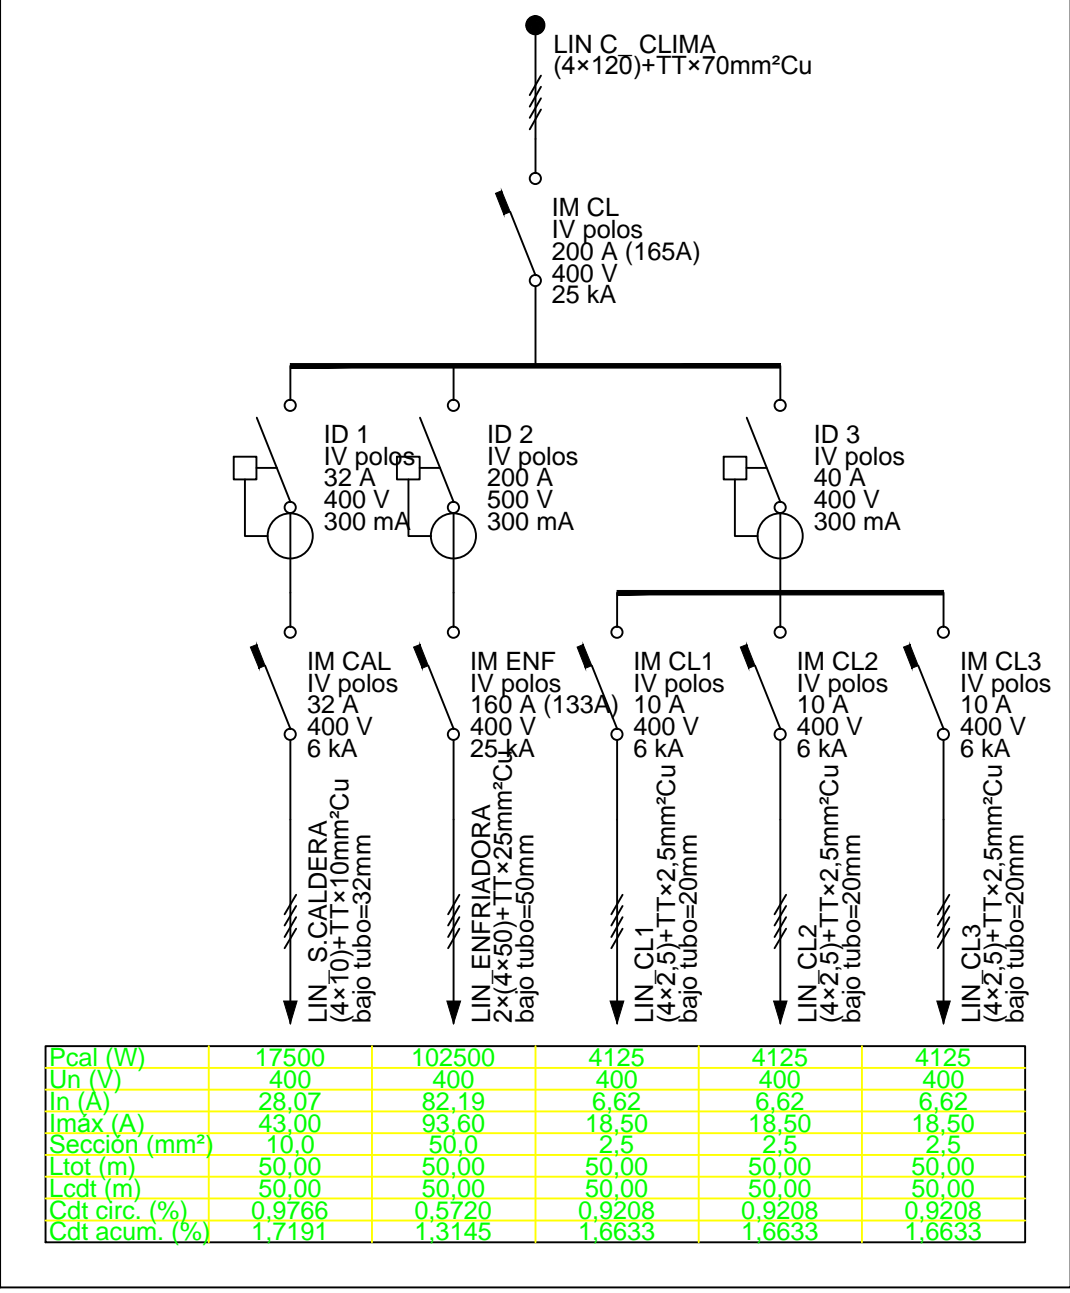 LIN C_ CLIMA
(4×120)+TT×70mm²Cu
IM CL
IV polos
200 A (165A)
400 V
25 kA
ID 1
IV polos
32 A
400 V
300 mA
ID 2
IV polos
200 A
500 V
300 mA
ID 3
IV polos
40 A
400 V
300 mA
IM CAL
IV polos
32 A
400 V
6 kA
IM ENF
IV polos
160 A (133A)
400 V
25 kA
IM CL1
IV polos
10 A
400 V
6 kA
IM CL2
IV polos
10 A
400 V
6 kA
IM CL3
IV polos
10 A
400 V
6 kA
LIN_S.CALDERA
(4×10)+TT×10mm²Cu
bajo tubo=32mm
LIN_ENFRIADORA
2×(4×50)+TT×25mm²Cu
bajo tubo=50mm
LIN_CL1
(4×2,5)+TT×2,5mm²Cu
bajo tubo=20mm
LIN_CL2
(4×2,5)+TT×2,5mm²Cu
bajo tubo=20mm
LIN_CL3
(4×2,5)+TT×2,5mm²Cu
bajo tubo=20mm
Pcal (W) 17500 102500 4125 4125 4125
Un (V) 400 400 400 400 400
In (A) 28,07 82,19 6,62 6,62 6,62
Imáx (A) 43,00 93,60 18,50 18,50 18,50
Sección (mm²) 10,0 50,0 2,5 2,5 2,5
Ltot (m) 50,00 50,00 50,00 50,00 50,00
Lcdt (m) 50,00 50,00 50,00 50,00 50,00
Cdt circ. (%) 0,9766 0,5720 0,9208 0,9208 0,9208
Cdt acum. (%) 1,7191 1,3145 1,6633 1,6633 1,6633